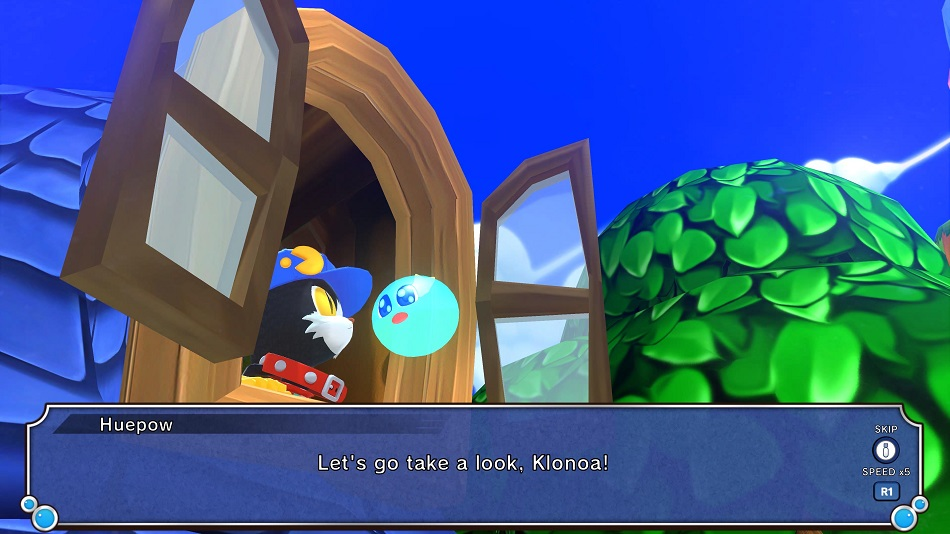 Huepow
Let's go take a look, Klonoa!
SKIP
SPEED x5
R1